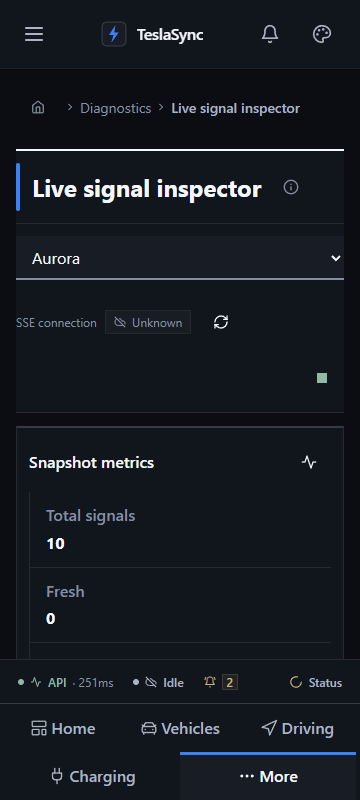 TeslaSync
Diagnostics Live signal inspector
Live signal inspector
Aurora
SSE connection Unknown
Snapshot metrics
Total signals
10
Fresh
0
API · 251ms Idle 2 Status
Home Vehicles Driving
Charging More